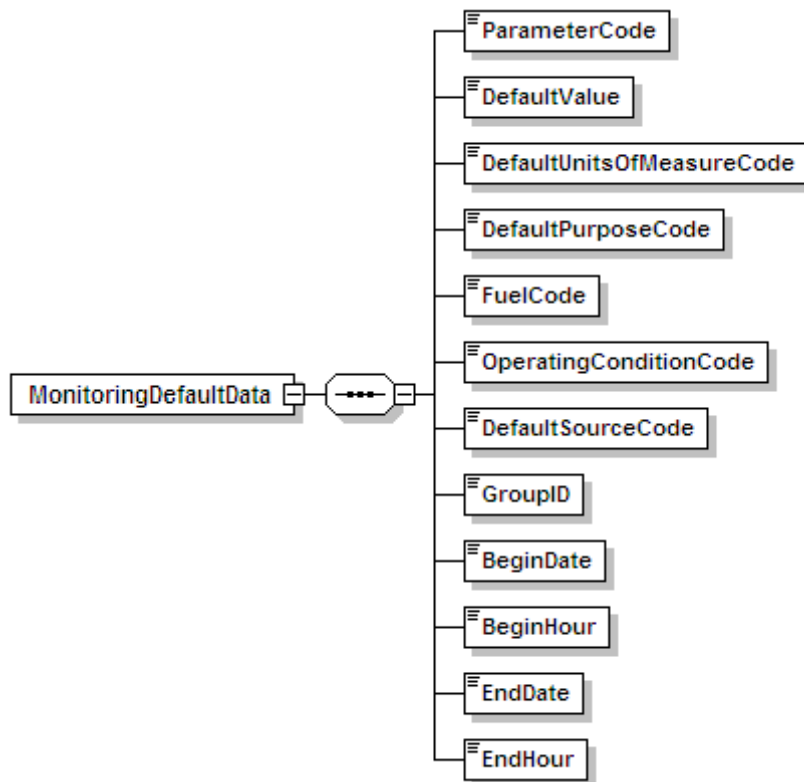 ParameterCode
DefaultValue
DefaultUnitsOfMeasureCode
DefaultPurposeCode
FuelCode
OperatingConditionCode
MonitoringDefaultData
DefaultSourceCode
GroupID
BeginDate
BeginHour
EndDate
EndHour